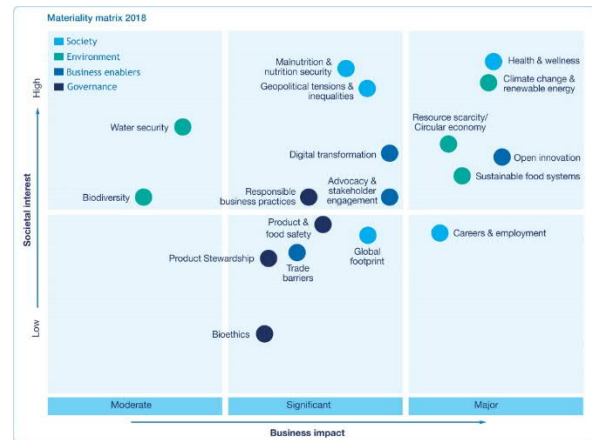 Materiality matrix 2018
Society
Environment
Business enablers
Governance
High
Societal interest
Low
Malnutrition &
nutrition security
Geopolitical tensions &
inequalities
Health & wellness
Climate change &
renewable energy
Water security
Resource scarcity/
Circular economy
Digital transformation
Open innovation
Sustainable food systems
Biodiversity
Responsible
business practices
Advocacy &
stakeholder
engagement
Product &
food safety
Product Stewardship
Trade
barriers
Global
footprint
Careers & employment
Bioethics
Moderate
Significant
Major
Business impact